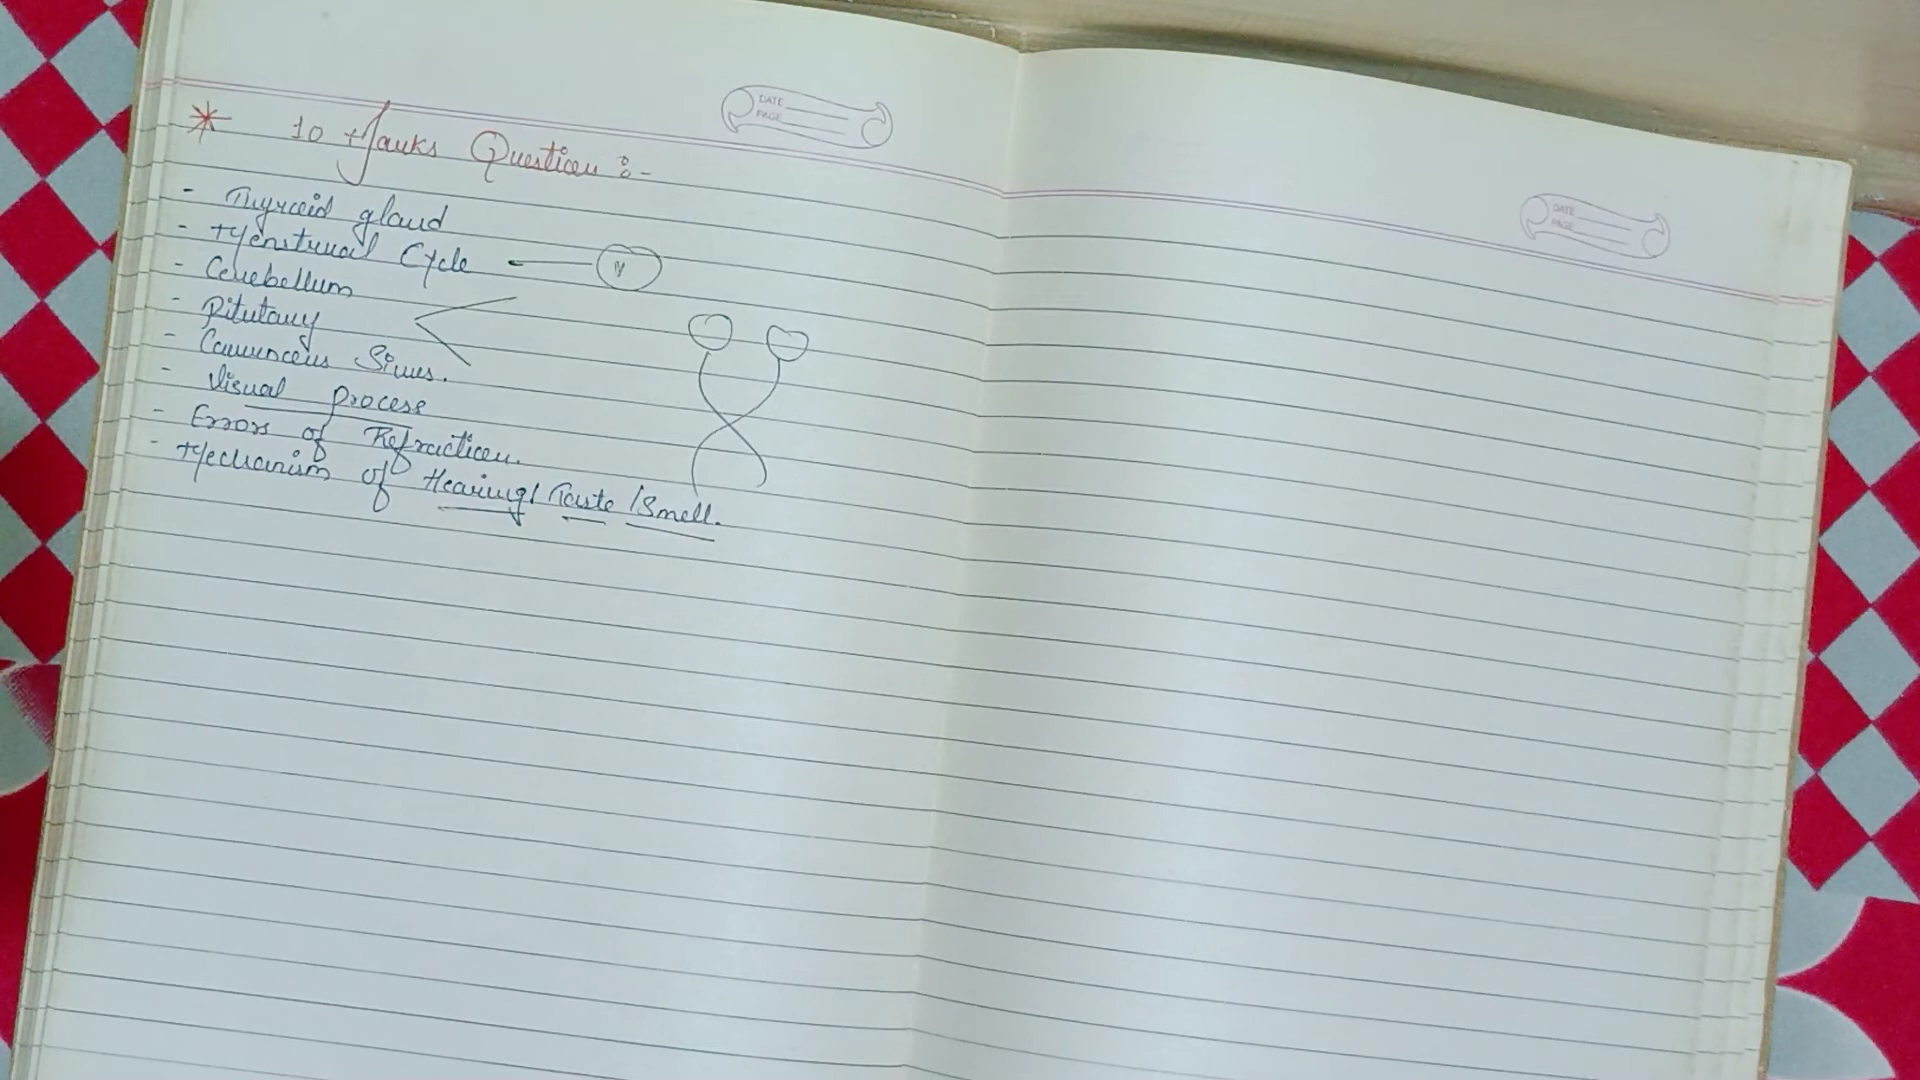 DATE
PAGE
* 10 Marks Question :-
- Thyroid gland
- Menstrual Cycle
- Cerebellum
- Pitutary
- Cavernous Sinus.
- Visual Process
- Errors of Refraction.
- Mechanism of Hearing/ Taste /Smell.
DATE
PAGE